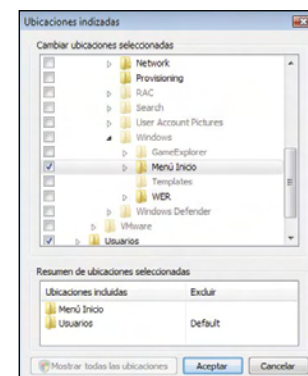 Ubicaciones indizadas
Cambiar ubicaciones seleccionadas
Network
Provisioning
RAC
Search
User Account Pictures
Windows
GameExplorer
Menú Inicio
Templates
WER
Windows Defender
VMware
Usuarios
Resumen de ubicaciones seleccionadas
Ubicaciones incluidas Excluir
Menú Inicio
Usuarios Default
Mostrar todas las ubicaciones Aceptar Cancelar